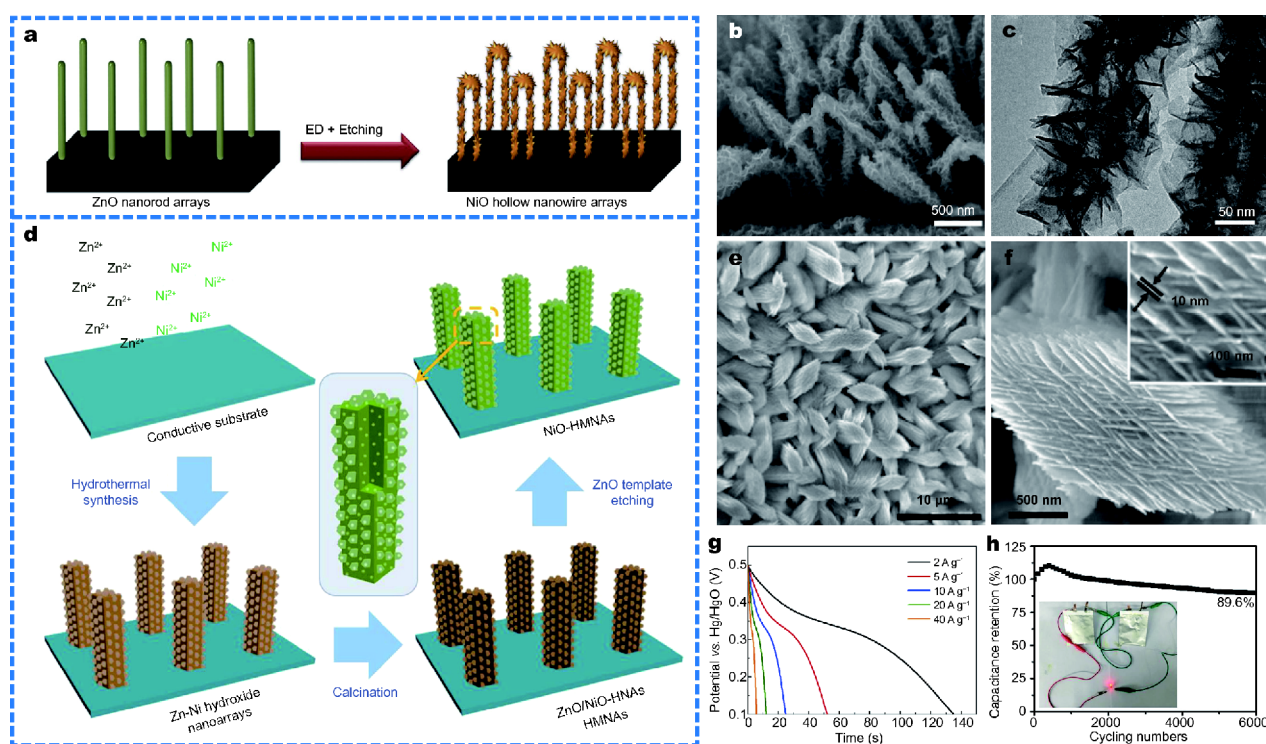 a
ED + Etching
ZnO nanorod arrays
NiO hollow nanowire arrays
b
500 nm
c
50 nm
d
Zn²⁺
Ni²⁺
Zn²⁺
Ni²⁺
Zn²⁺
Ni²⁺
Zn²⁺
Ni²⁺
Zn²⁺
Ni²⁺
Ni²⁺
Zn²⁺
Conductive substrate
NiO-HMNAs
Hydrothermal
synthesis
ZnO template
etching
Zn-Ni hydroxide
nanoarrays
Calcination
ZnO/NiO-HNAs
HMNAs
e
10 µm
f
10 nm
100 nm
500 nm
g
Potential vs. Hg/HgO (V)
0.5
0.4
0.3
0.2
0.1
2 A g⁻¹
5 A g⁻¹
10 A g⁻¹
20 A g⁻¹
40 A g⁻¹
0 20 40 60 80 100 120 140
Time (s)
h
Capacitance retention (%)
125
100
75
50
25
0
89.6%
0 2000 4000 6000
Cycling numbers